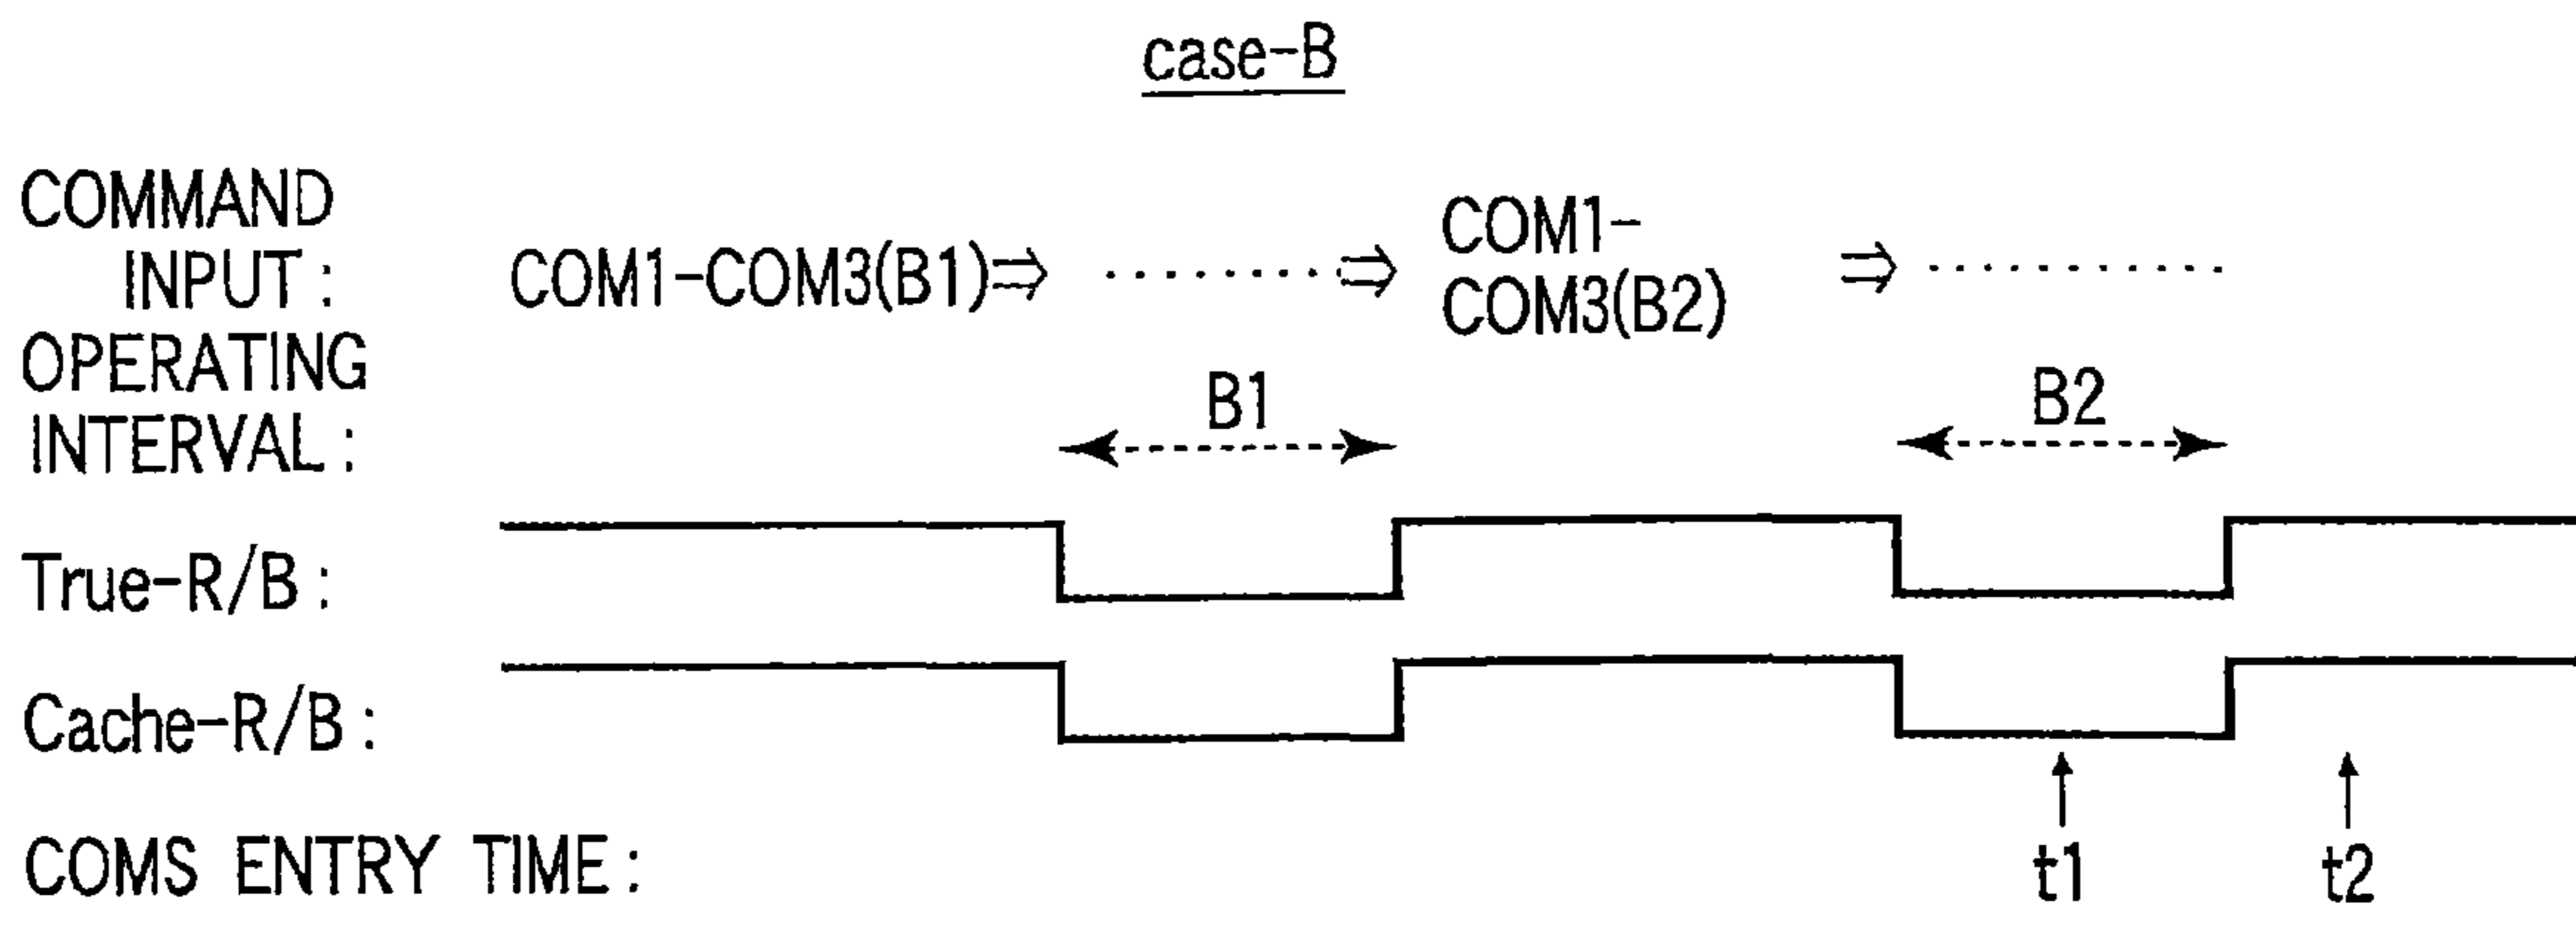 case-B
COMMAND
INPUT :
COM1-COM3(B1)⇒ ········⇒
COM1-
COM3(B2)
⇒ ···········
OPERATING
INTERVAL :
B1
B2
True-R/B :
Cache-R/B :
COMS ENTRY TIME :
t1
t2